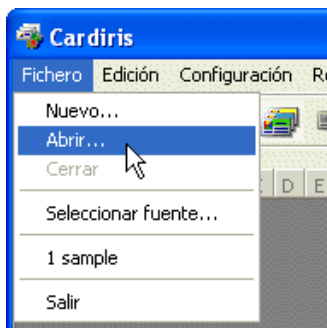 Cardiris
Fichero Edición Configuración R
Nuevo...
Abrir...
Cerrar
D E
Seleccionar fuente...
1 sample
Salir